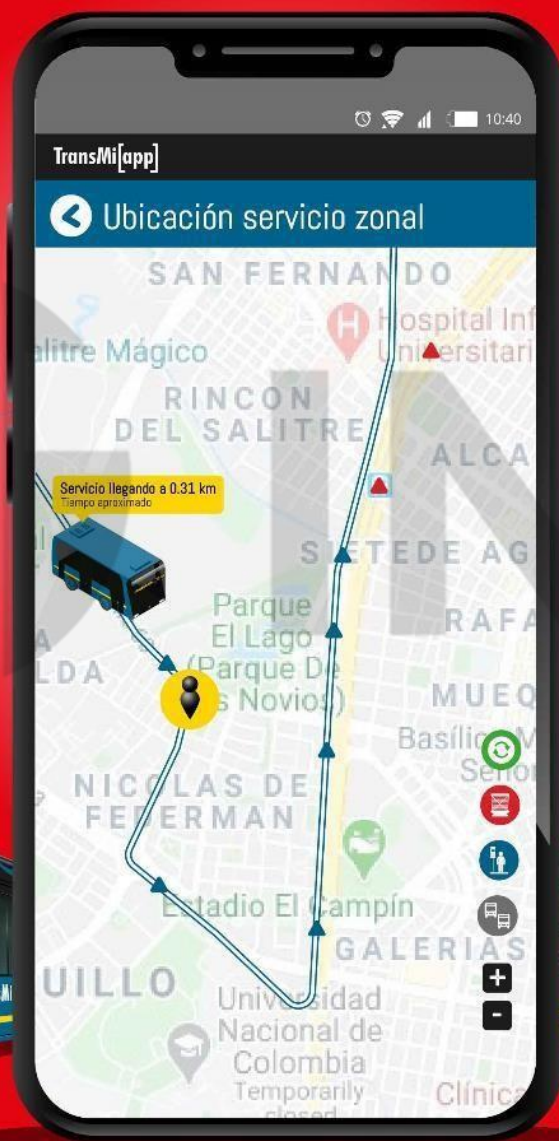 10:40
TransMi[app]
Ubicación servicio zonal
SAN FERNANDO
Hospital Inf
Universitari
alitre Mágico
RINCON
DEL SALITRE
ALCA
Servicio llegando a 0.31 km
Tiempo aproximado
SIETEDE AG
Parque
El Lago
(Parque De
s Novios)
RAFA
LDA
MUEQ
Basílic M
Señor
NICOLAS DE
FEDERMAN
Estadio El Campín
GALERIAS
UILLO
Universidad
Nacional de
Colombia
Temporarily
closed
Clínica